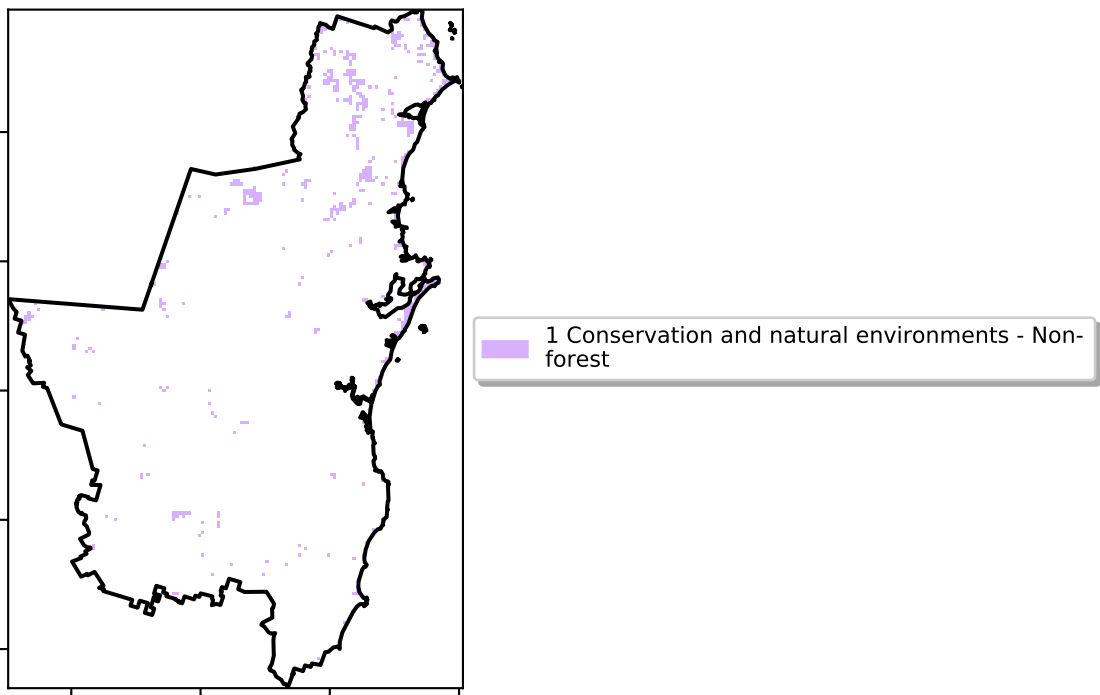 1 Conservation and natural environments - Non-
forest